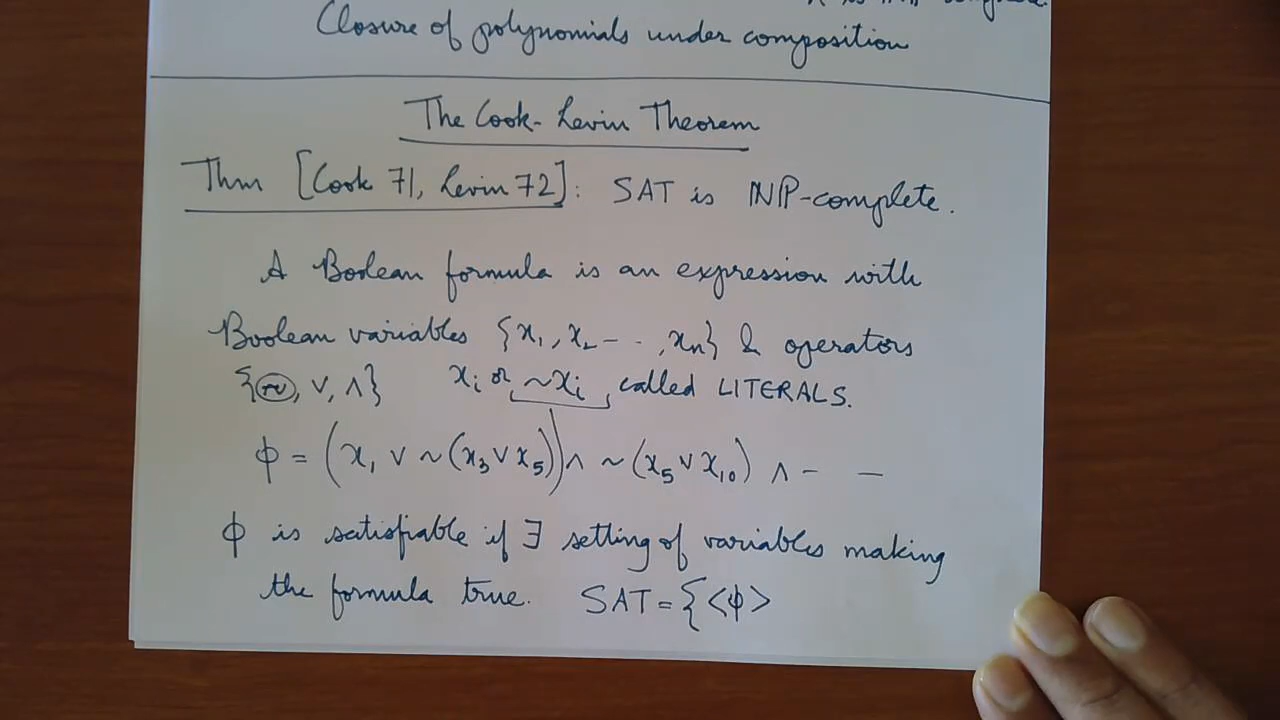 Closure of polynomials under composition
The Cook-Levin Theorem
Thm [Cook 71, Levin 72]: SAT is NP-complete.
A Boolean formula is an expression with
Boolean variables {x₁, x₂ - - ·, xₙ} & operators
{~, ∨, ∧} xᵢ or ~xᵢ, called LITERALS.
ϕ = (x₁ ∨ ~(x₃ ∨ x₅)) ∧ ~(x₅ ∨ x₁₀) ∧ - —
ϕ is satisfiable if ∃ setting of variables making
the formula true. SAT = {<ϕ>